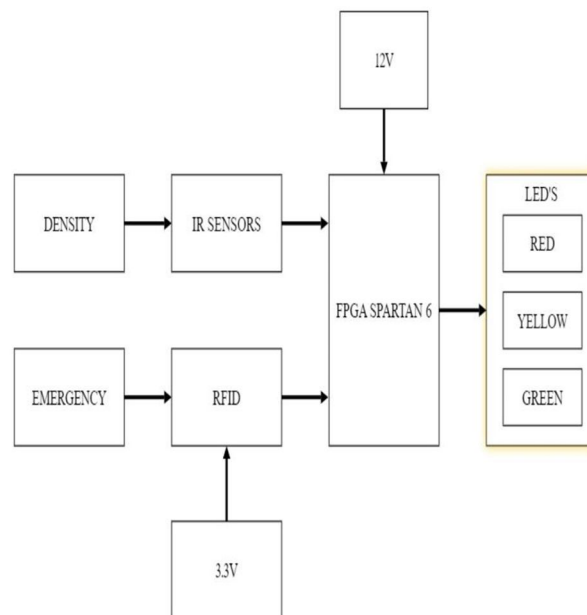 12V
DENSITY
IR SENSORS
FPGA SPARTAN 6
LED'S
RED
YELLOW
GREEN
EMERGENCY
RFID
3.3V